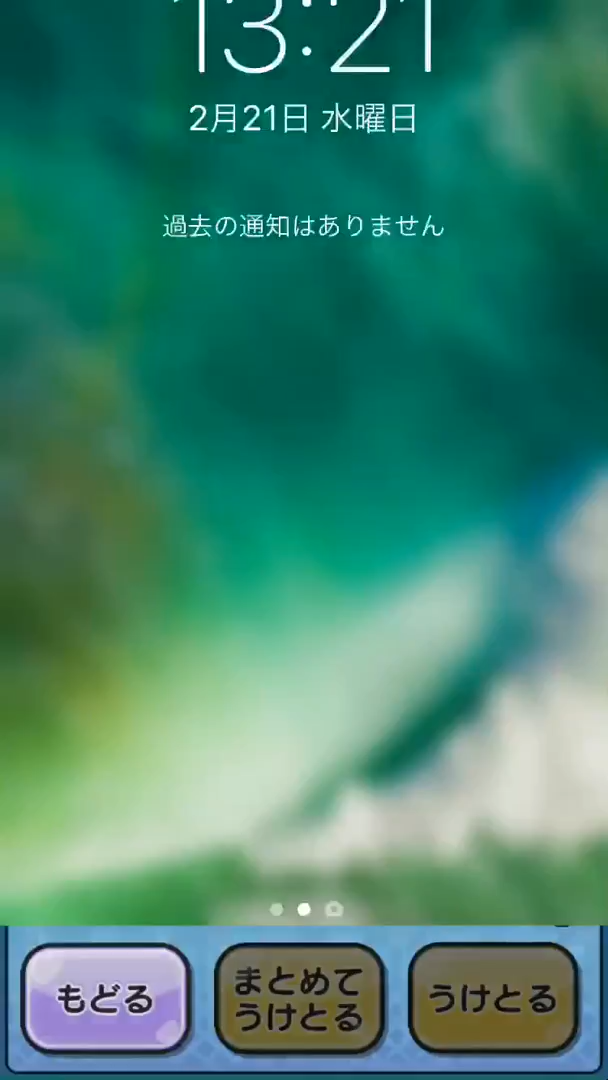 13:21
2月21日 水曜日
過去の通知はありません
もどる
まとめて
うけとる
うけとる